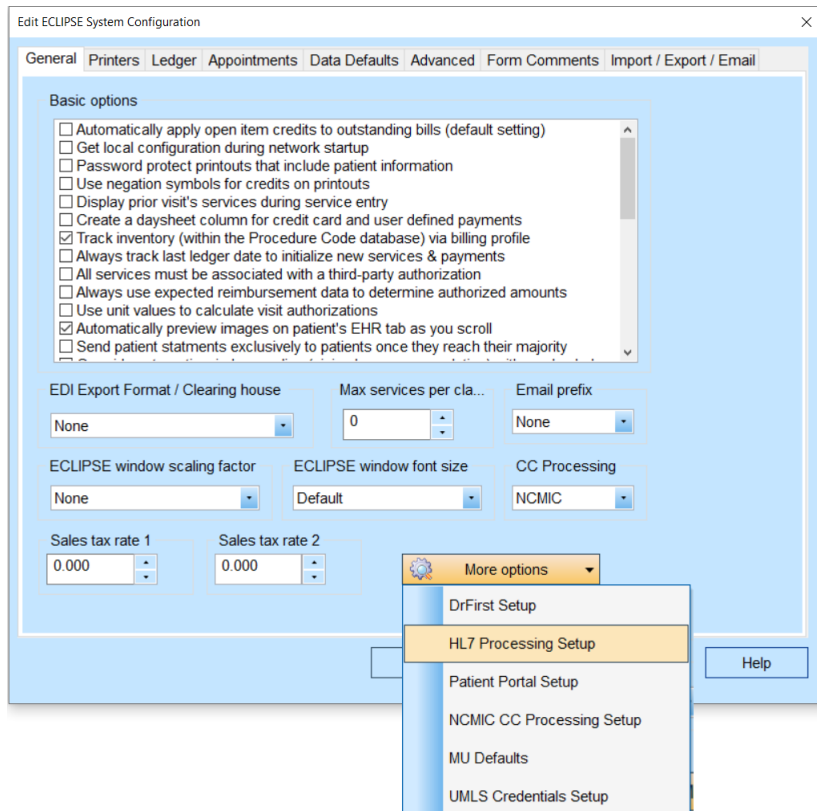 Edit ECLIPSE System Configuration
General Printers Ledger Appointments Data Defaults Advanced Form Comments Import / Export / Email
Basic options
Automatically apply open item credits to outstanding bills (default setting)
Get local configuration during network startup
Password protect printouts that include patient information
Use negation symbols for credits on printouts
Display prior visit's services during service entry
Create a daysheet column for credit card and user defined payments
Track inventory (within the Procedure Code database) via billing profile
Always track last ledger date to initialize new services & payments
All services must be associated with a third-party authorization
Always use expected reimbursement data to determine authorized amounts
Use unit values to calculate visit authorizations
Automatically preview images on patient's EHR tab as you scroll
Send patient statments exclusively to patients once they reach their majority
EDI Export Format / Clearing house Max services per cla... Email prefix
None 0 None
ECLIPSE window scaling factor ECLIPSE window font size CC Processing
None Default NCMIC
Sales tax rate 1 Sales tax rate 2
0.000 0.000 More options
DrFirst Setup
HL7 Processing Setup
Help
Patient Portal Setup
NCMIC CC Processing Setup
MU Defaults
UMLS Credentials Setup